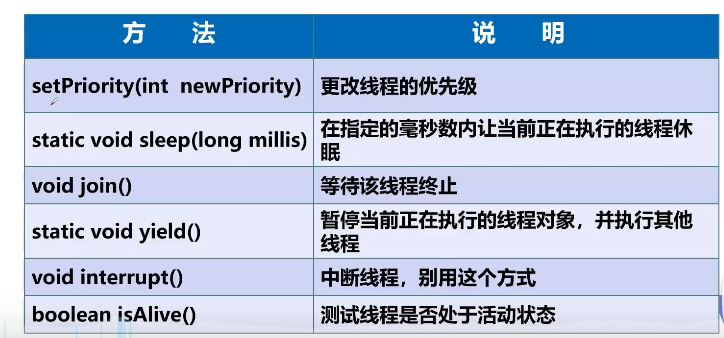 方 法 说 明
setPriority(int newPriority) 更改线程的优先级
static void sleep(long millis) 在指定的毫秒数内让当前正在执行的线程休
眠
void join() 等待该线程终止
static void yield() 暂停当前正在执行的线程对象，并执行其他
线程
void interrupt() 中断线程，别用这个方式
boolean isAlive() 测试线程是否处于活动状态